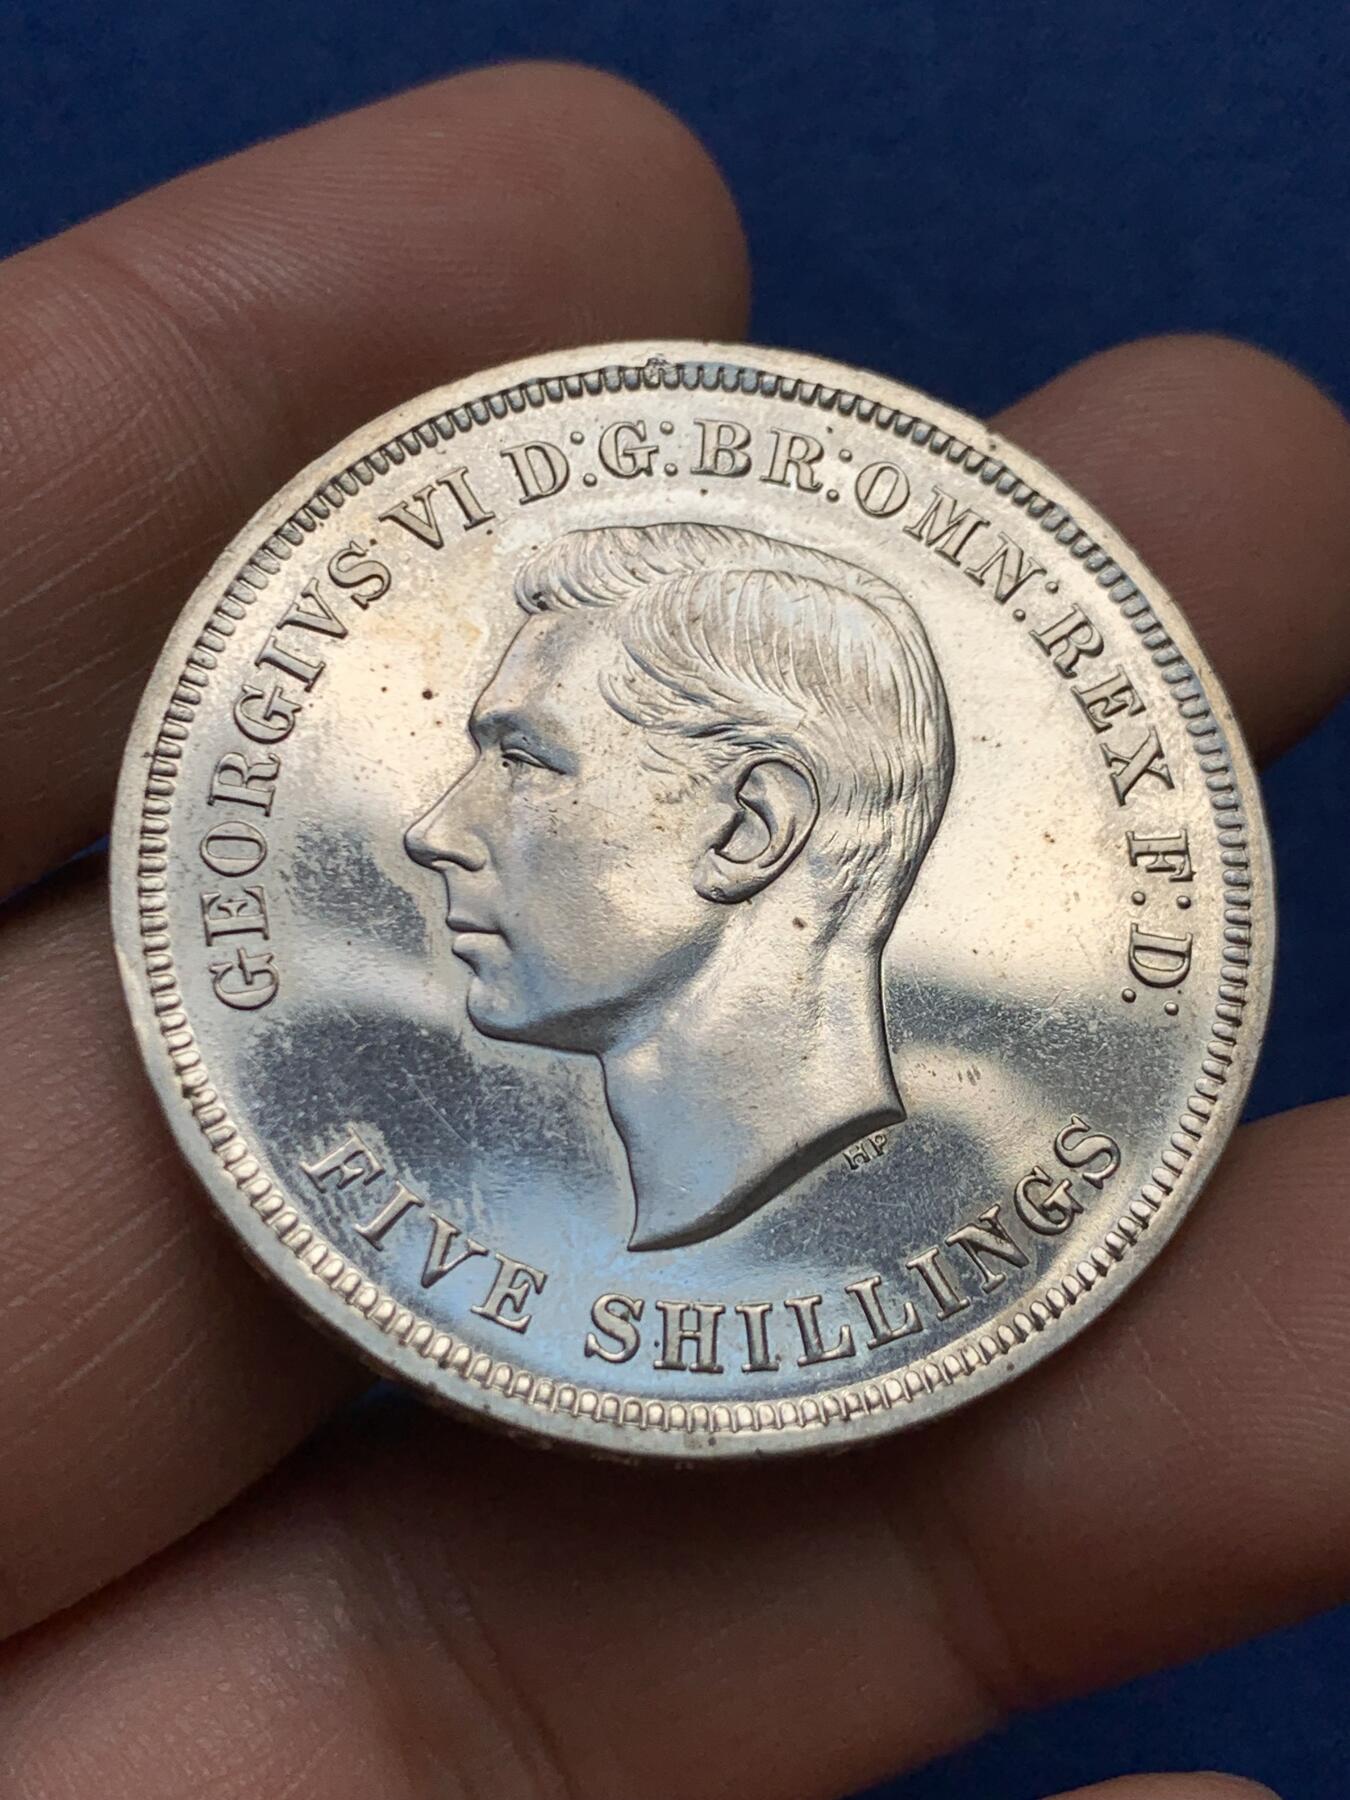 GEORGIVS VI D:G:BR:OMN:REX F:D:
HP
FIVE SHILLINGS